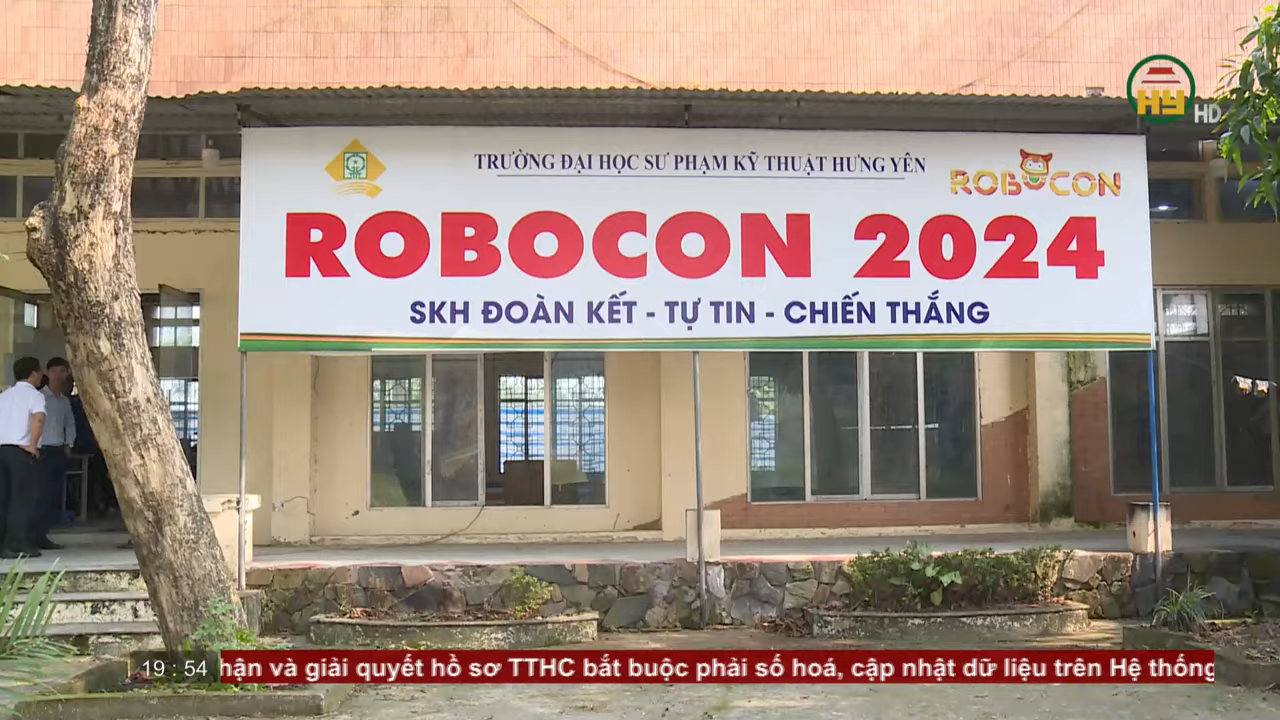 HY HD
TRƯỜNG ĐẠI HỌC SƯ PHẠM KỸ THUẬT HƯNG YÊN
ROBOCON
ROBOCON 2024
SKH ĐOÀN KẾT - TỰ TIN - CHIẾN THẮNG
19 : 54 hận và giải quyết hồ sơ TTHC bắt buộc phải số hoá, cập nhật dữ liệu trên Hệ thống